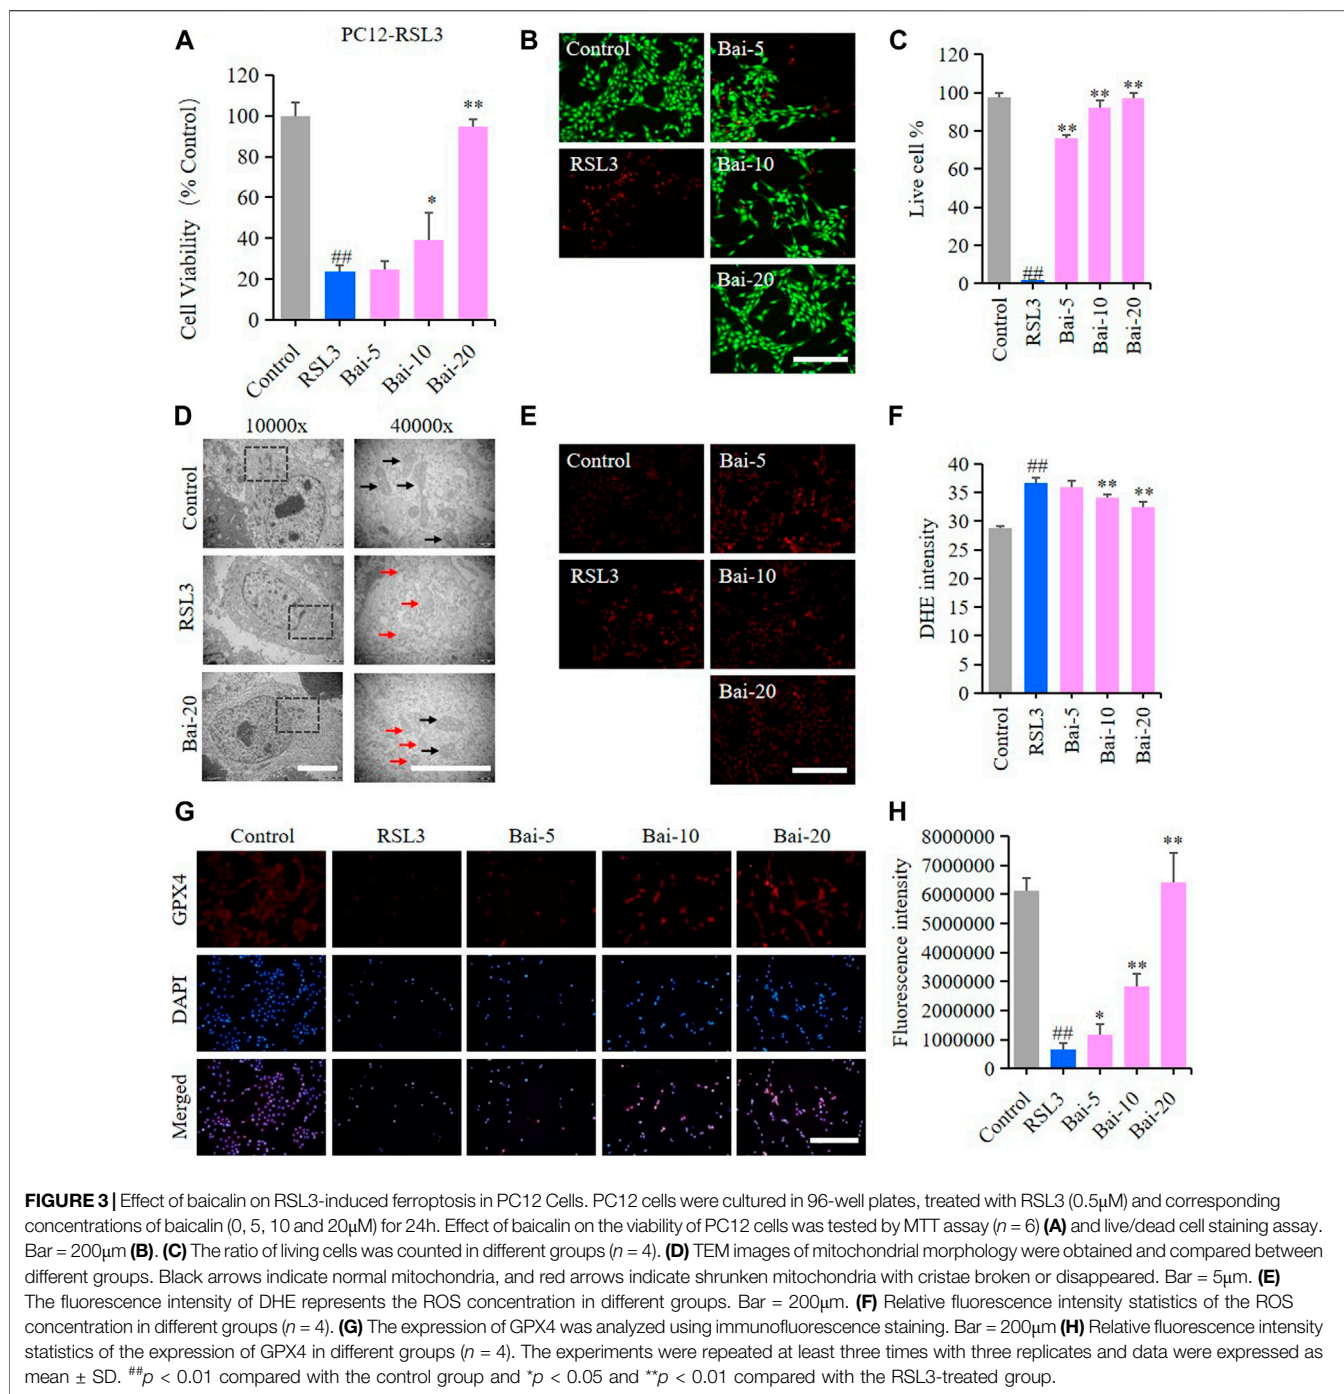 A
PC12-RSL3
Cell Viability (% Control)
120
100
80
60
40
20
0
##
*
**
Control
RSL3
Bai-5
Bai-10
Bai-20
B
Control
Bai-5
RSL3
Bai-10
Bai-20
C
Live cell %
120
100
80
60
40
20
0
##
**
**
**
Control
RSL3
Bai-5
Bai-10
Bai-20
D
10000x
40000x
Control
RSL3
Bai-20
E
Control
Bai-5
RSL3
Bai-10
Bai-20
F
DHE intensity
40
35
30
25
20
15
10
5
0
##
**
**
Control
RSL3
Bai-5
Bai-10
Bai-20
G
Control
RSL3
Bai-5
Bai-10
Bai-20
GPX4
DAPI
Merged
H
Fluorescence intensity
8000000
7000000
6000000
5000000
4000000
3000000
2000000
1000000
0
##
*
**
**
Control
RSL3
Bai-5
Bai-10
Bai-20
FIGURE 3 | Effect of baicalin on RSL3-induced ferroptosis in PC12 Cells. PC12 cells were cultured in 96-well plates, treated with RSL3 (0.5μM) and corresponding
concentrations of baicalin (0, 5, 10 and 20μM) for 24h. Effect of baicalin on the viability of PC12 cells was tested by MTT assay (n = 6) (A) and live/dead cell staining assay.
Bar = 200μm (B). (C) The ratio of living cells was counted in different groups (n = 4). (D) TEM images of mitochondrial morphology were obtained and compared between
different groups. Black arrows indicate normal mitochondria, and red arrows indicate shrunken mitochondria with cristae broken or disappeared. Bar = 5μm. (E)
The fluorescence intensity of DHE represents the ROS concentration in different groups. Bar = 200μm. (F) Relative fluorescence intensity statistics of the ROS
concentration in different groups (n = 4). (G) The expression of GPX4 was analyzed using immunofluorescence staining. Bar = 200μm (H) Relative fluorescence intensity
statistics of the expression of GPX4 in different groups (n = 4). The experiments were repeated at least three times with three replicates and data were expressed as
mean ± SD. ##p < 0.01 compared with the control group and *p < 0.05 and **p < 0.01 compared with the RSL3-treated group.